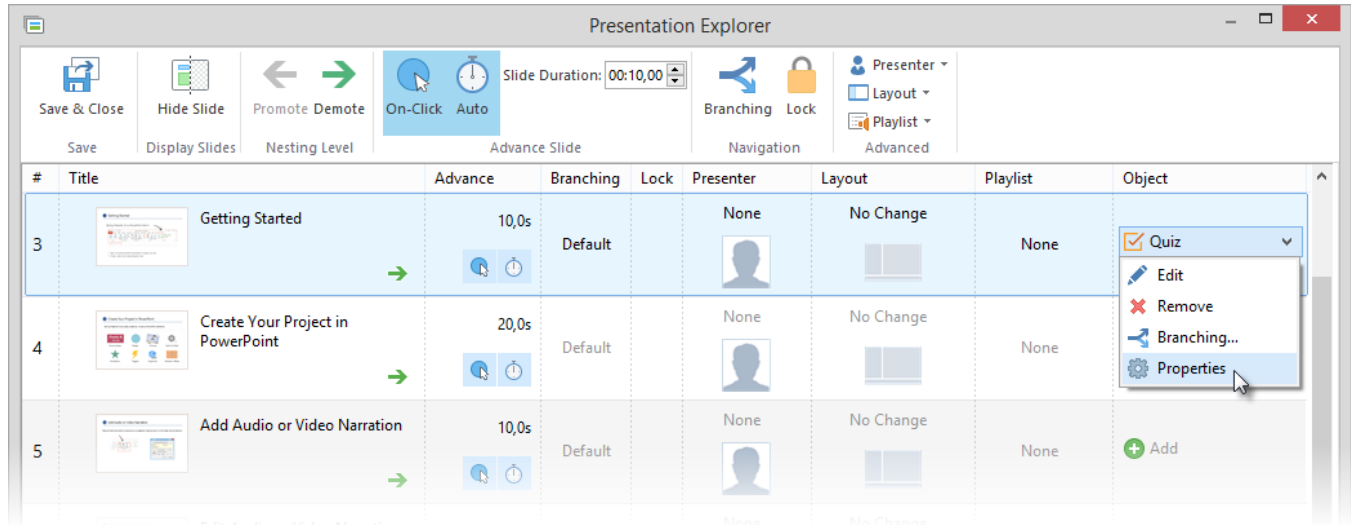 Presentation Explorer
Save & Close
Hide Slide
Promote Demote
On-Click Auto
Slide Duration: 00:10,00
Branching Lock
Presenter
Layout
Playlist
Save
Display Slides
Nesting Level
Advance Slide
Navigation
Advanced
# Title Advance Branching Lock Presenter Layout Playlist Object
3 Getting Started 10,0s Default None No Change None Quiz
Edit
Remove
Branching...
Properties
4 Create Your Project in
PowerPoint
20,0s Default None No Change None
5 Add Audio or Video Narration 10,0s Default None No Change None Add